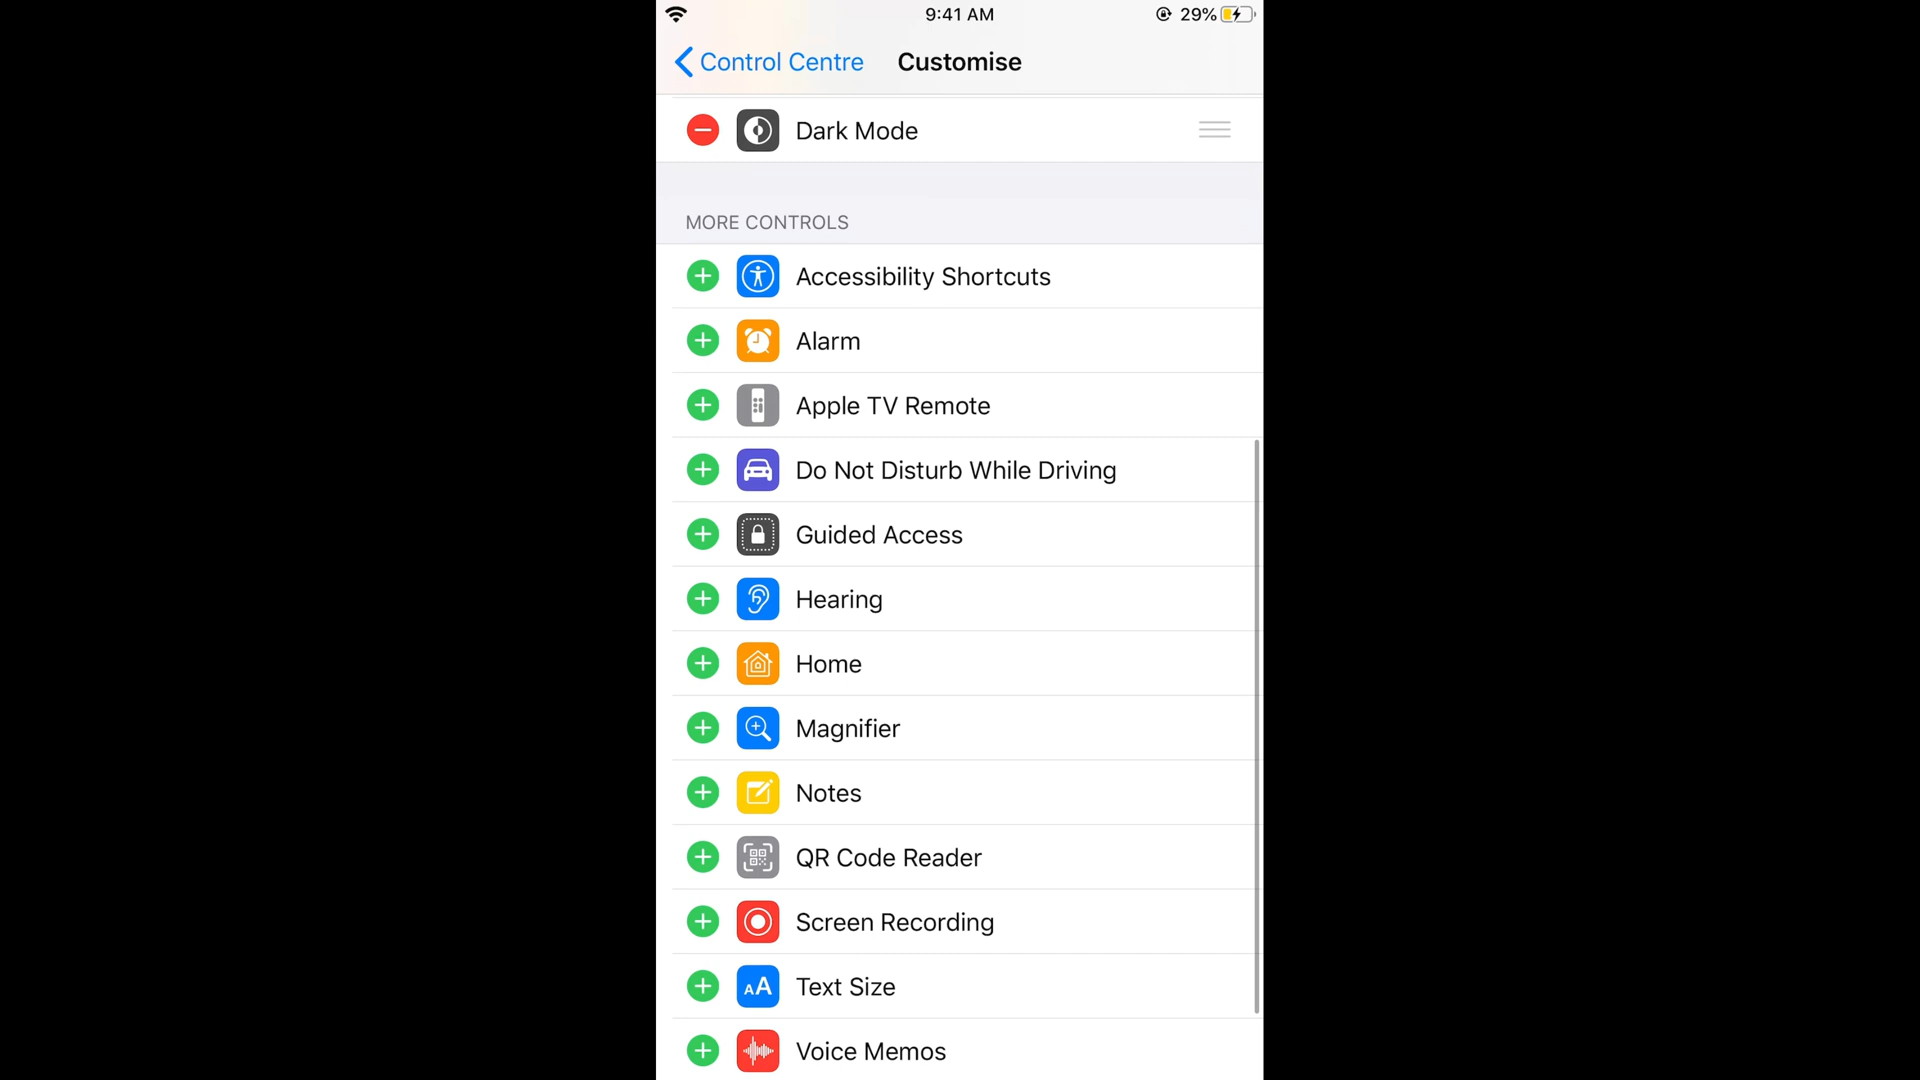 9:41 AM
29%
Control Centre
Customise
Dark Mode
MORE CONTROLS
Accessibility Shortcuts
Alarm
Apple TV Remote
Do Not Disturb While Driving
Guided Access
Hearing
Home
Magnifier
Notes
QR Code Reader
Screen Recording
AA Text Size
Voice Memos